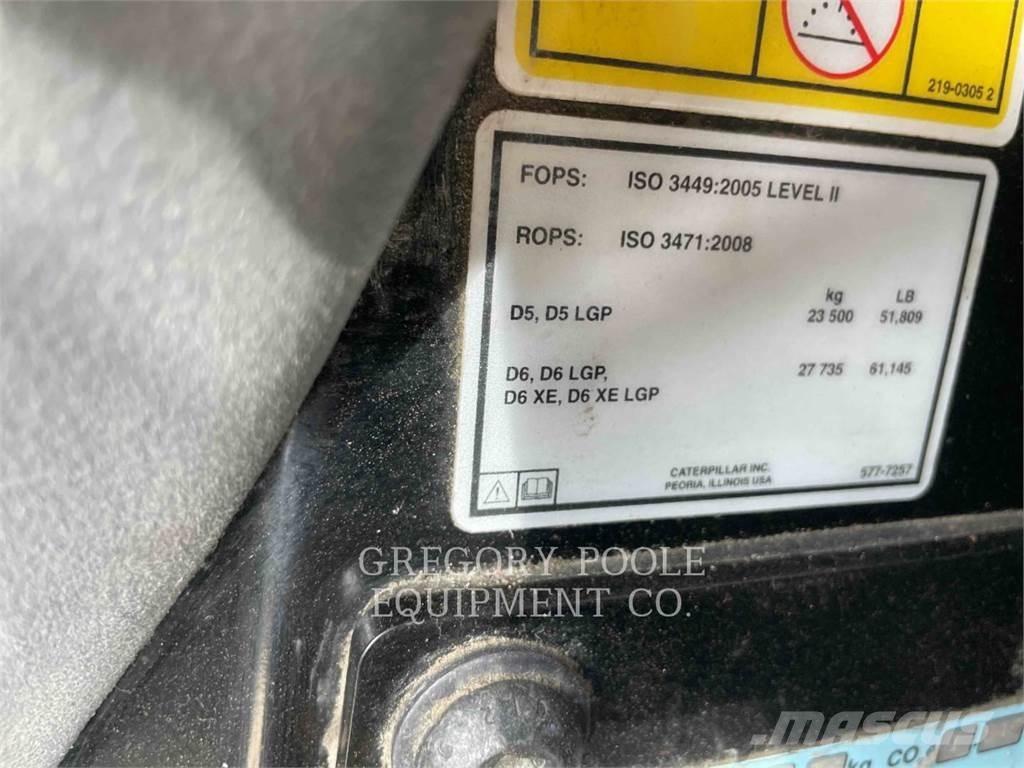 219-0305 2
FOPS: ISO 3449:2005 LEVEL II
ROPS: ISO 3471:2008
kg LB
D5, D5 LGP 23 500 51,809
D6, D6 LGP, 27 735 61,145
D6 XE, D6 XE LGP
CATERPILLAR INC. 577-7257
PEORIA, ILLINOIS USA
GREGORY POOLE
EQUIPMENT CO.
MASCUS
kg CO